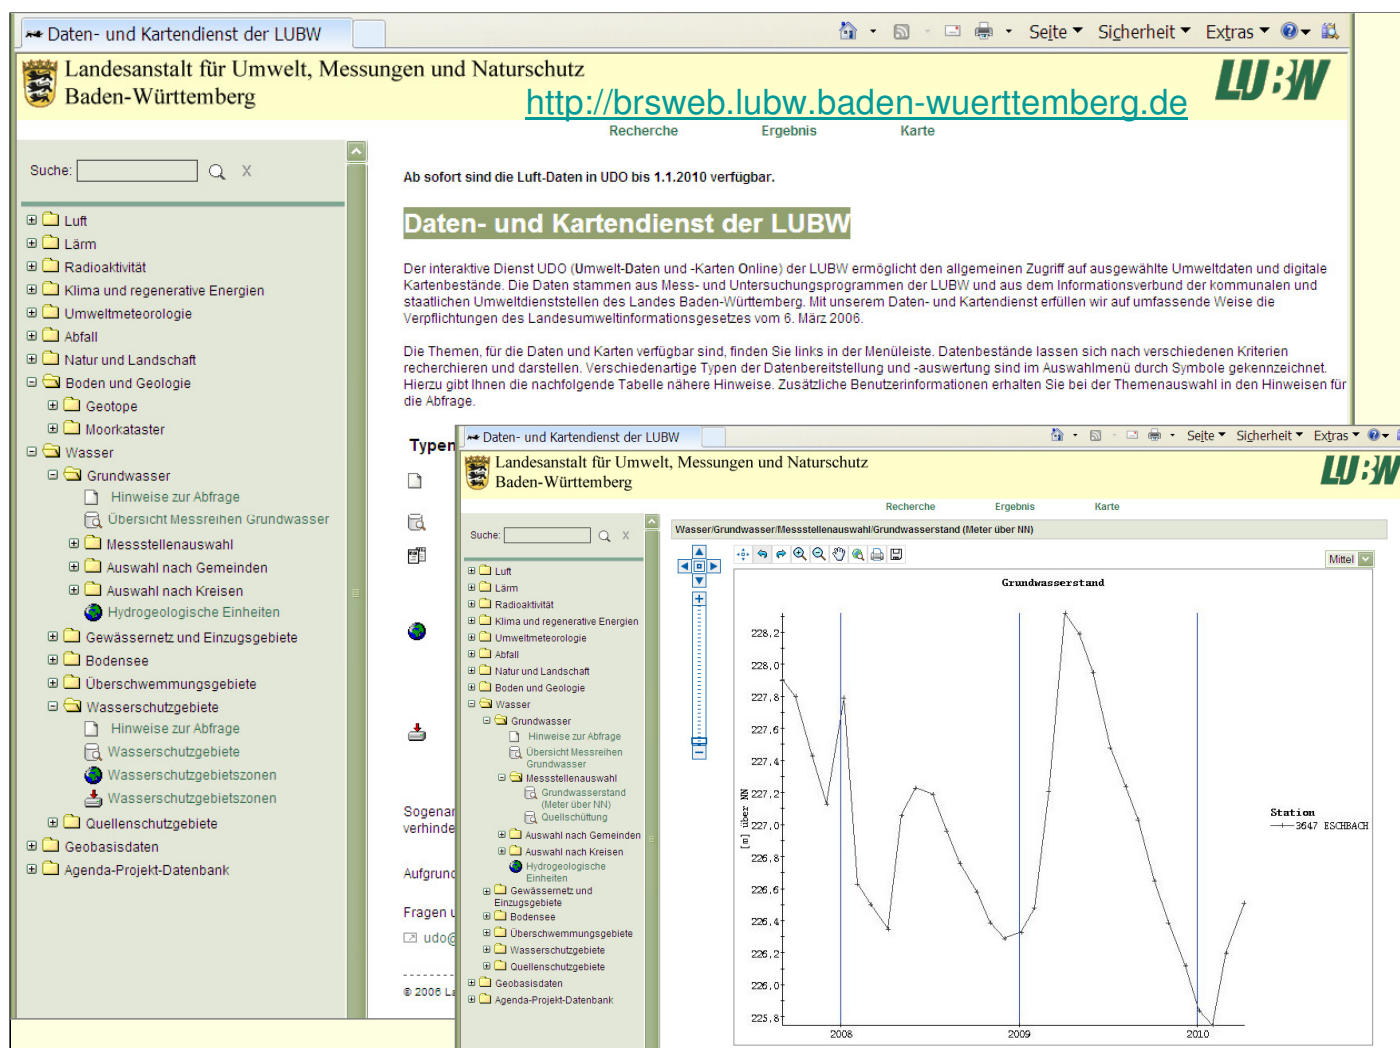 Daten- und Kartendienst der LUBW
Seite Sicherheit Extras
Landesanstalt für Umwelt, Messungen und Naturschutz
Baden-Württemberg
http://brsweb.lubw.baden-wuerttemberg.de
LUBW
Recherche Ergebnis Karte
Suche: X
Luft
Lärm
Radioaktivität
Klima und regenerative Energien
Umweltmeteorologie
Abfall
Natur und Landschaft
Boden und Geologie
Geotope
Moorkataster
Wasser
Grundwasser
Hinweise zur Abfrage
Übersicht Messreihen Grundwasser
Messstellenauswahl
Auswahl nach Gemeinden
Auswahl nach Kreisen
Hydrogeologische Einheiten
Gewässernetz und Einzugsgebiete
Bodensee
Überschwemmungsgebiete
Wasserschutzgebiete
Hinweise zur Abfrage
Wasserschutzgebiete
Wasserschutzgebietszonen
Wasserschutzgebietszonen
Quellenschutzgebiete
Geobasisdaten
Agenda-Projekt-Datenbank
Ab sofort sind die Luft-Daten in UDO bis 1.1.2010 verfügbar.
Daten- und Kartendienst der LUBW
Der interaktive Dienst UDO (Umwelt-Daten und -Karten Online) der LUBW ermöglicht den allgemeinen Zugriff auf ausgewählte Umweltdaten und digitale
Kartenbestände. Die Daten stammen aus Mess- und Untersuchungsprogrammen der LUBW und aus dem Informationsverbund der kommunalen und
staatlichen Umweltdienststellen des Landes Baden-Württemberg. Mit unserem Daten- und Kartendienst erfüllen wir auf umfassende Weise die
Verpflichtungen des Landesumweltinformationsgesetzes vom 6. März 2006.
Die Themen, für die Daten und Karten verfügbar sind, finden Sie links in der Menüleiste. Datenbestände lassen sich nach verschiedenen Kriterien
recherchieren und darstellen. Verschiedenartige Typen der Datenbereitstellung und -auswertung sind im Auswahlmenü durch Symbole gekennzeichnet.
Hierzu gibt Ihnen die nachfolgende Tabelle nähere Hinweise. Zusätzliche Benutzerinformationen erhalten Sie bei der Themenauswahl in den Hinweisen für
die Abfrage.
Typen
Sogenan
verhinde
Aufgrund
Fragen u
udo@
© 2006 La
Daten- und Kartendienst der LUBW
Seite Sicherheit Extras
Landesanstalt für Umwelt, Messungen und Naturschutz
Baden-Württemberg
LUBW
Recherche Ergebnis Karte
Suche: X
Luft
Lärm
Radioaktivität
Klima und regenerative Energien
Umweltmeteorologie
Abfall
Natur und Landschaft
Boden und Geologie
Wasser
Grundwasser
Hinweise zur Abfrage
Übersicht Messreihen
Grundwasser
Messstellenauswahl
Grundwasserstand
(Meter über NN)
Quellschüttung
Auswahl nach Gemeinden
Auswahl nach Kreisen
Hydrogeologische
Einheiten
Gewässernetz und
Einzugsgebiete
Bodensee
Überschwemmungsgebiete
Wasserschutzgebiete
Quellenschutzgebiete
Geobasisdaten
Agenda-Projekt-Datenbank
Wasser/Grundwasser/Messstellenauswahl/Grundwasserstand (Meter über NN)
Mittel
Grundwasserstand
[m] über NN
228,2
228,0
227,8
227,6
227,4
227,2
227,0
226,8
226,6
226,4
226,2
226,0
225,8
2008 2009 2010
Station
3647 ESCHBACH